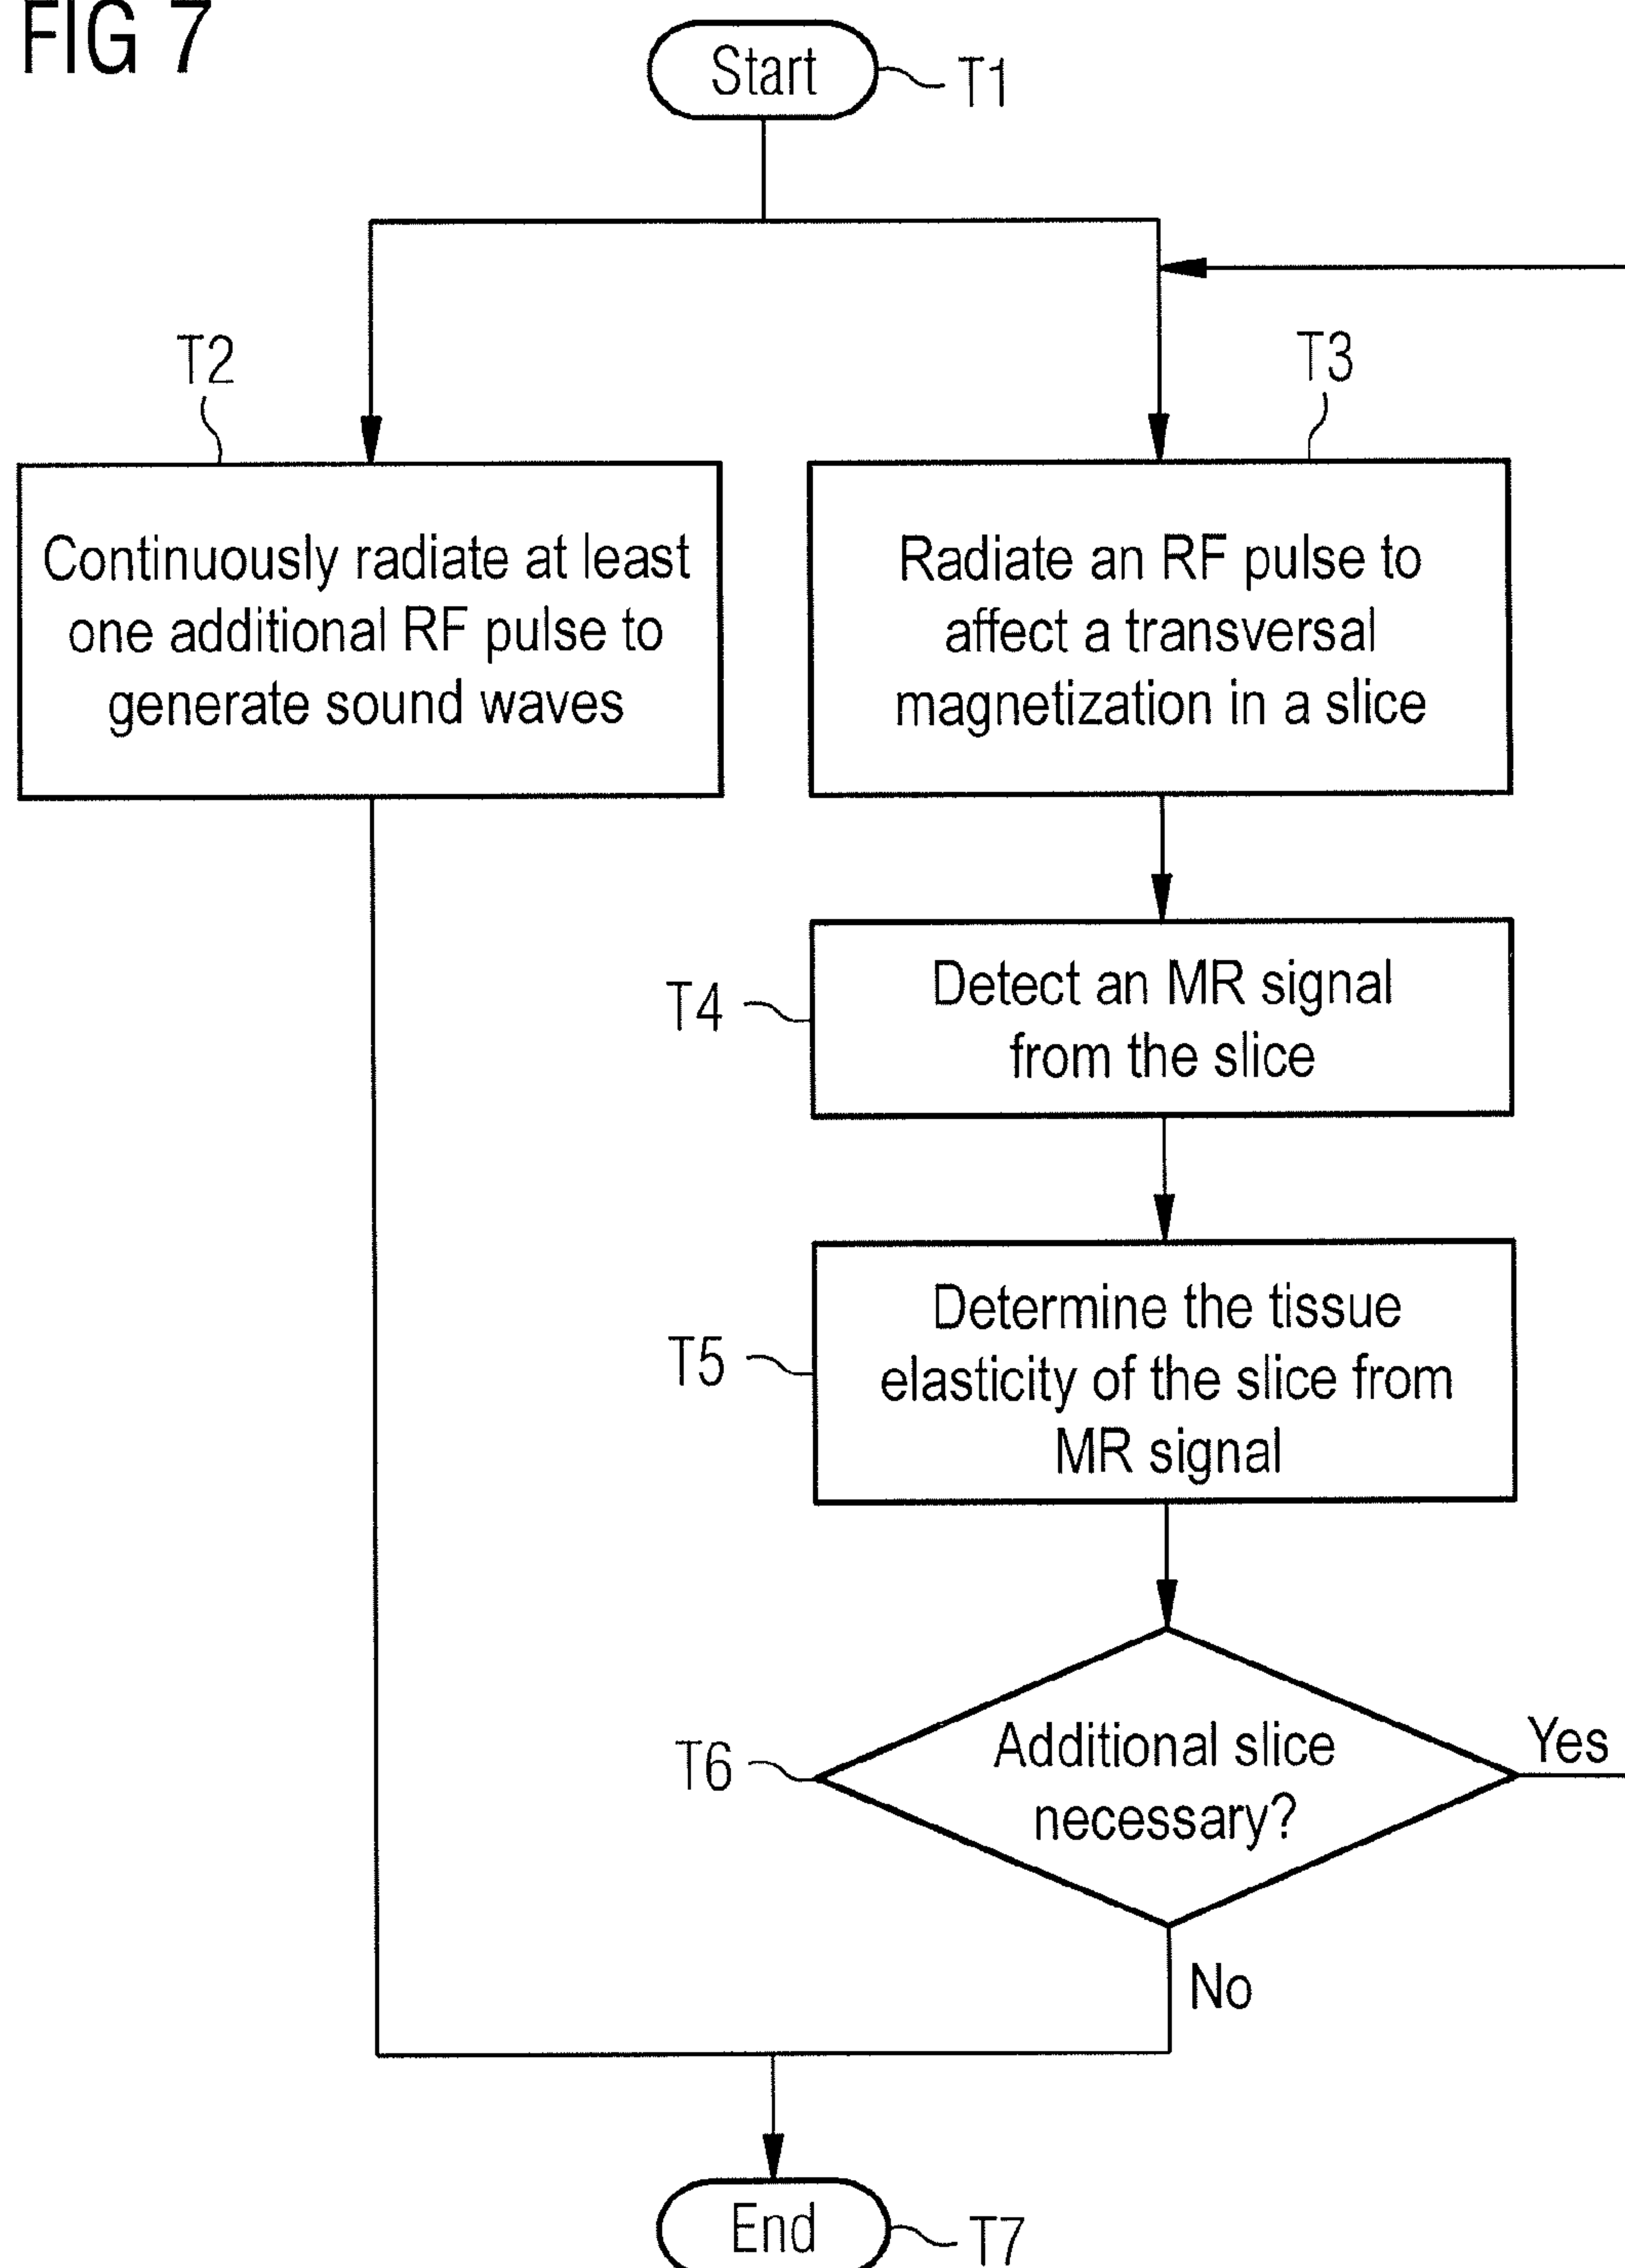 FIG 7
Start
T1
T2
T3
Continuously radiate at least
one additional RF pulse to
generate sound waves
Radiate an RF pulse to
affect a transversal
magnetization in a slice
T4
Detect an MR signal
from the slice
T5
Determine the tissue
elasticity of the slice from
MR signal
T6
Additional slice
necessary?
Yes
No
End
T7